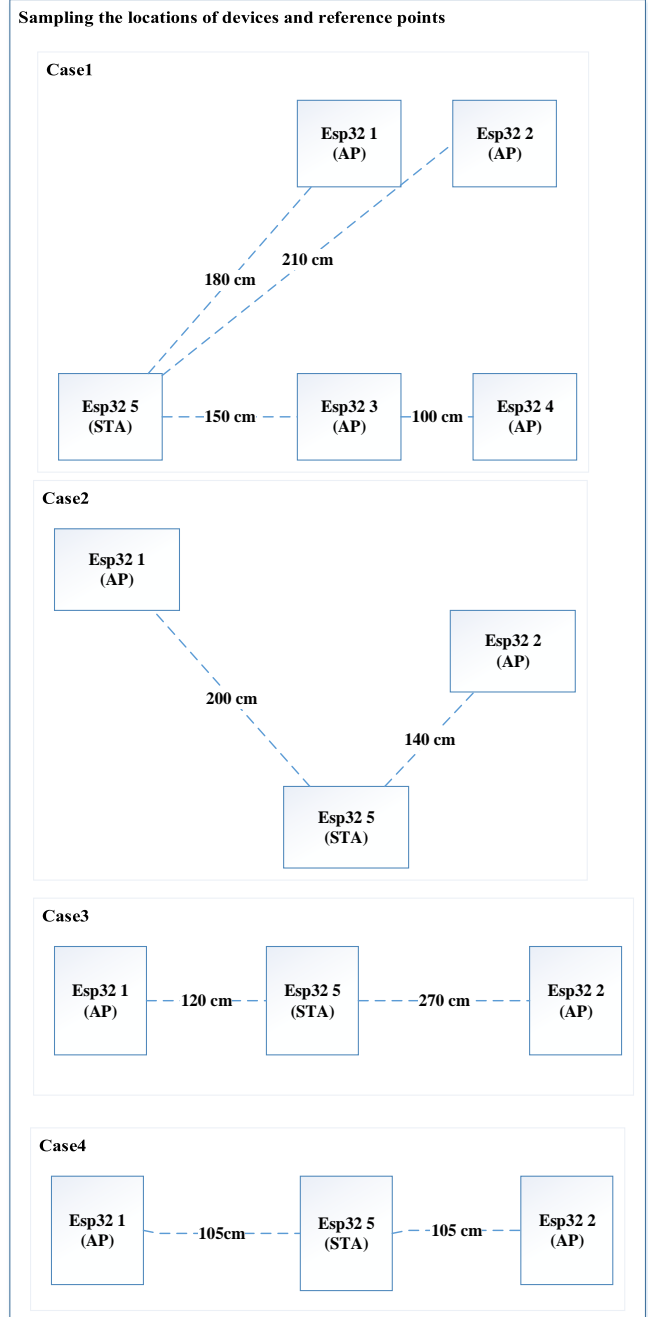 Sampling the locations of devices and reference points
Case1
Esp32 1
(AP)
Esp32 2
(AP)
180 cm
210 cm
Esp32 5
(STA)
150 cm
Esp32 3
(AP)
100 cm
Esp32 4
(AP)
Case2
Esp32 1
(AP)
Esp32 2
(AP)
200 cm
140 cm
Esp32 5
(STA)
Case3
Esp32 1
(AP)
120 cm
Esp32 5
(STA)
270 cm
Esp32 2
(AP)
Case4
Esp32 1
(AP)
105cm
Esp32 5
(STA)
105 cm
Esp32 2
(AP)